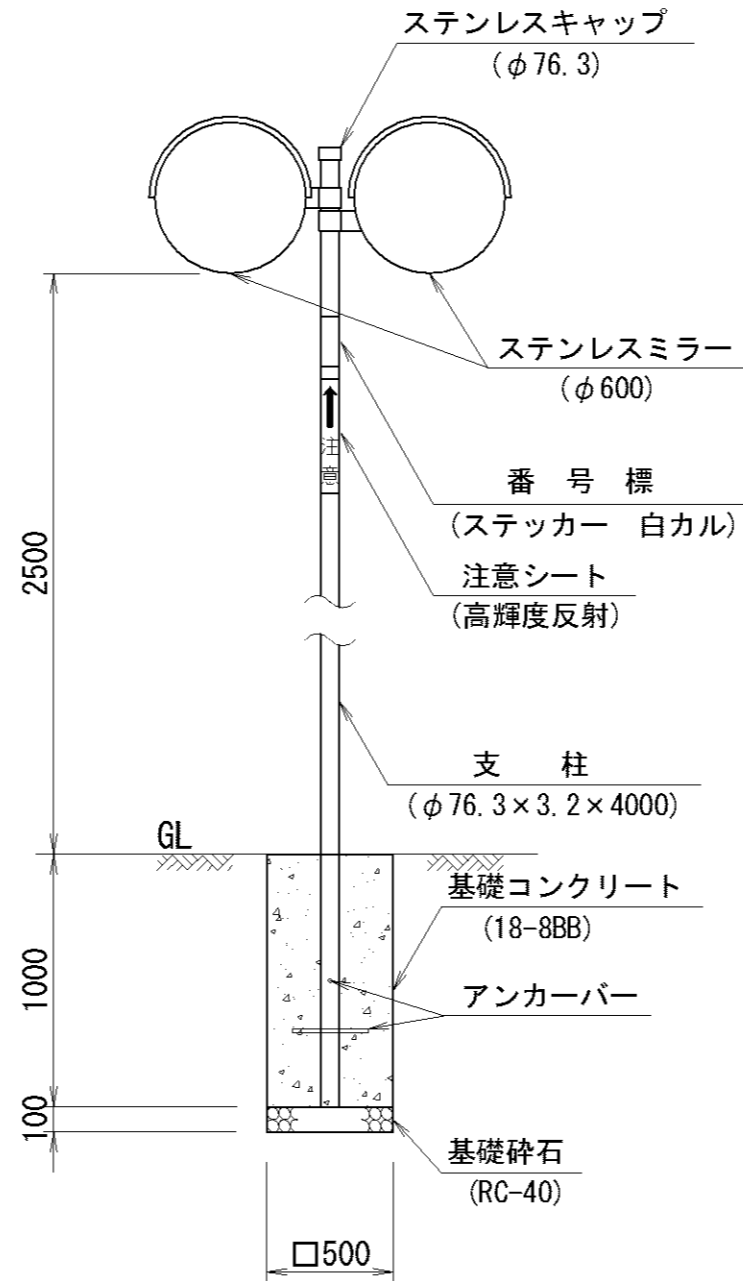 ステンレスキャップ
(φ76.3)
ステンレスミラー
(φ600)
注意
番　号　標
(ステッカー　白カル)
注意シート
(高輝度反射)
2500
支　　柱
(φ76.3×3.2×4000)
GL
基礎コンクリート
(18-8BB)
1000
アンカーバー
100
基礎砕石
(RC-40)
□500